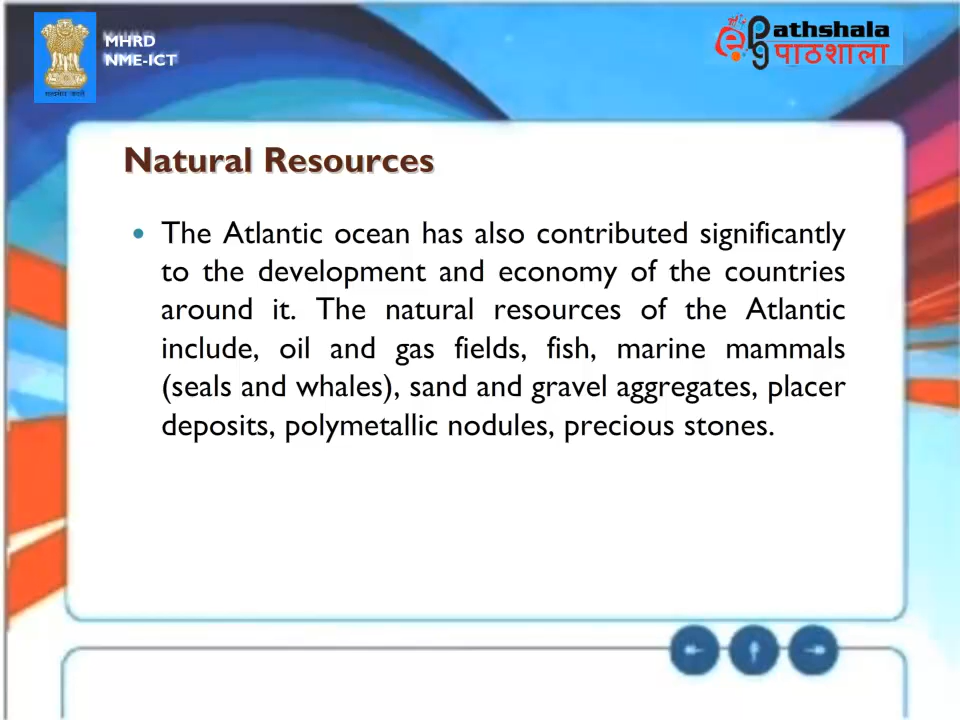 MHRD
NME-ICT
e PG Pathshala
पाठशाला
Natural Resources
• The Atlantic ocean has also contributed significantly
to the development and economy of the countries
around it. The natural resources of the Atlantic
include, oil and gas fields, fish, marine mammals
(seals and whales), sand and gravel aggregates, placer
deposits, polymetallic nodules, precious stones.